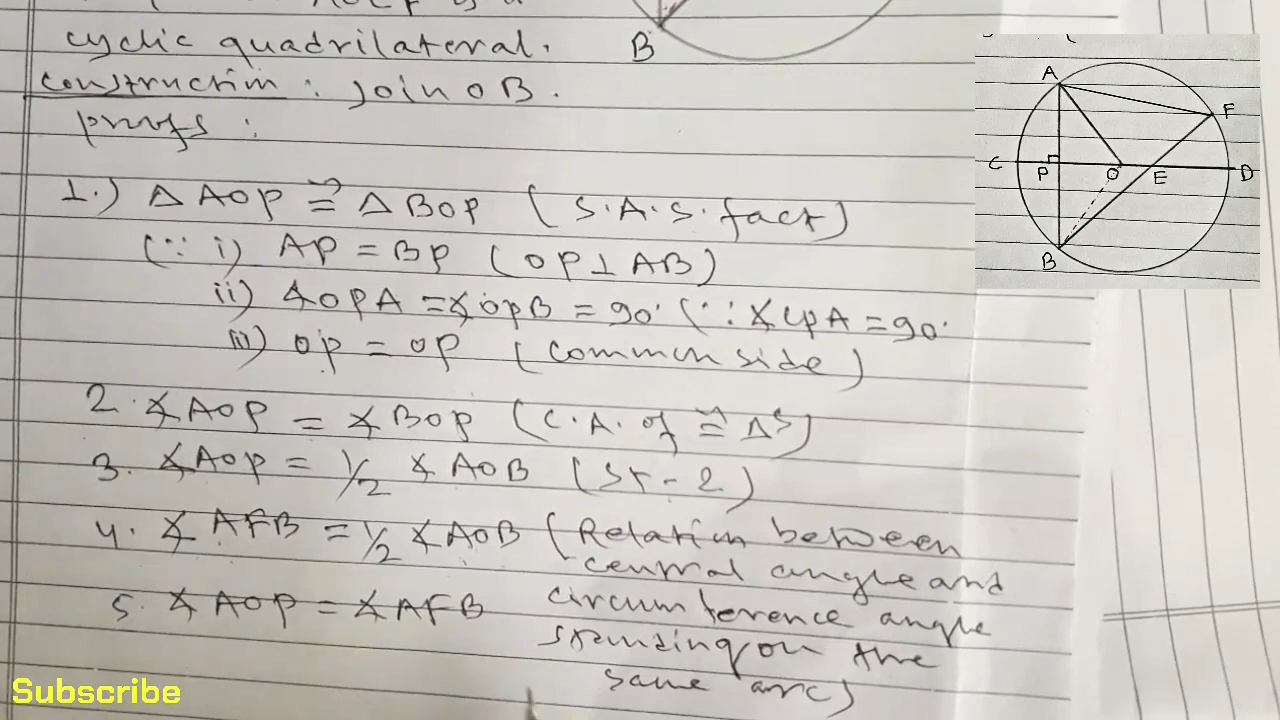 cyclic quadrilateral.
construction : Join OB.
proofs :
1.) Δ AOP ≅ Δ BOP ( S.A.S. fact)
(∵ i) AP = BP ( OP ⊥ AB )
ii) ∡OPA = ∡OPB = 90° (∵ ∡CPA = 90°
iii) OP = OP ( common side )
2. ∡AOP = ∡BOP ( C.A. of ≅ Δs)
3. ∡AOP = 1/2 ∡AOB ( St - 2 )
4. ∡AFB = 1/2 ∡AOB ( Relation between
central angle and
circumference angle
standing on the
same arc)
5. ∡AOP = ∡AFB
B
A
F
C
P
O
E
D
B
Subscribe